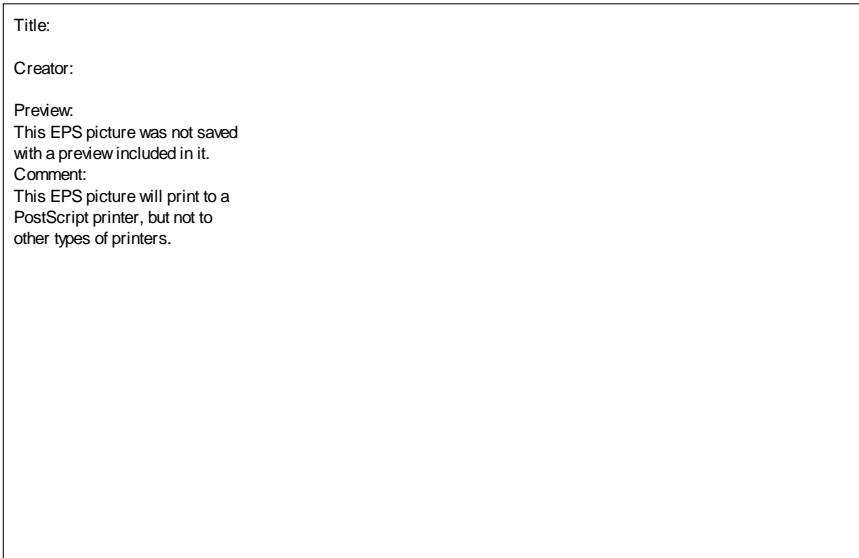 Title:
Creator:
Preview:
This EPS picture was not saved
with a preview included in it.
Comment:
This EPS picture will print to a
PostScript printer, but not to
other types of printers.